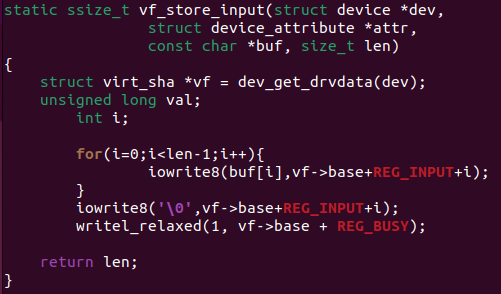 static ssize_t vf_store_input(struct device *dev,
                struct device_attribute *attr,
                const char *buf, size_t len)
{
    struct virt_sha *vf = dev_get_drvdata(dev);
    unsigned long val;
        int i;

        for(i=0;i<len-1;i++){
                iowrite8(buf[i],vf->base+REG_INPUT+i);
        }
        iowrite8('\0',vf->base+REG_INPUT+i);
        writel_relaxed(1, vf->base + REG_BUSY);

    return len;
}